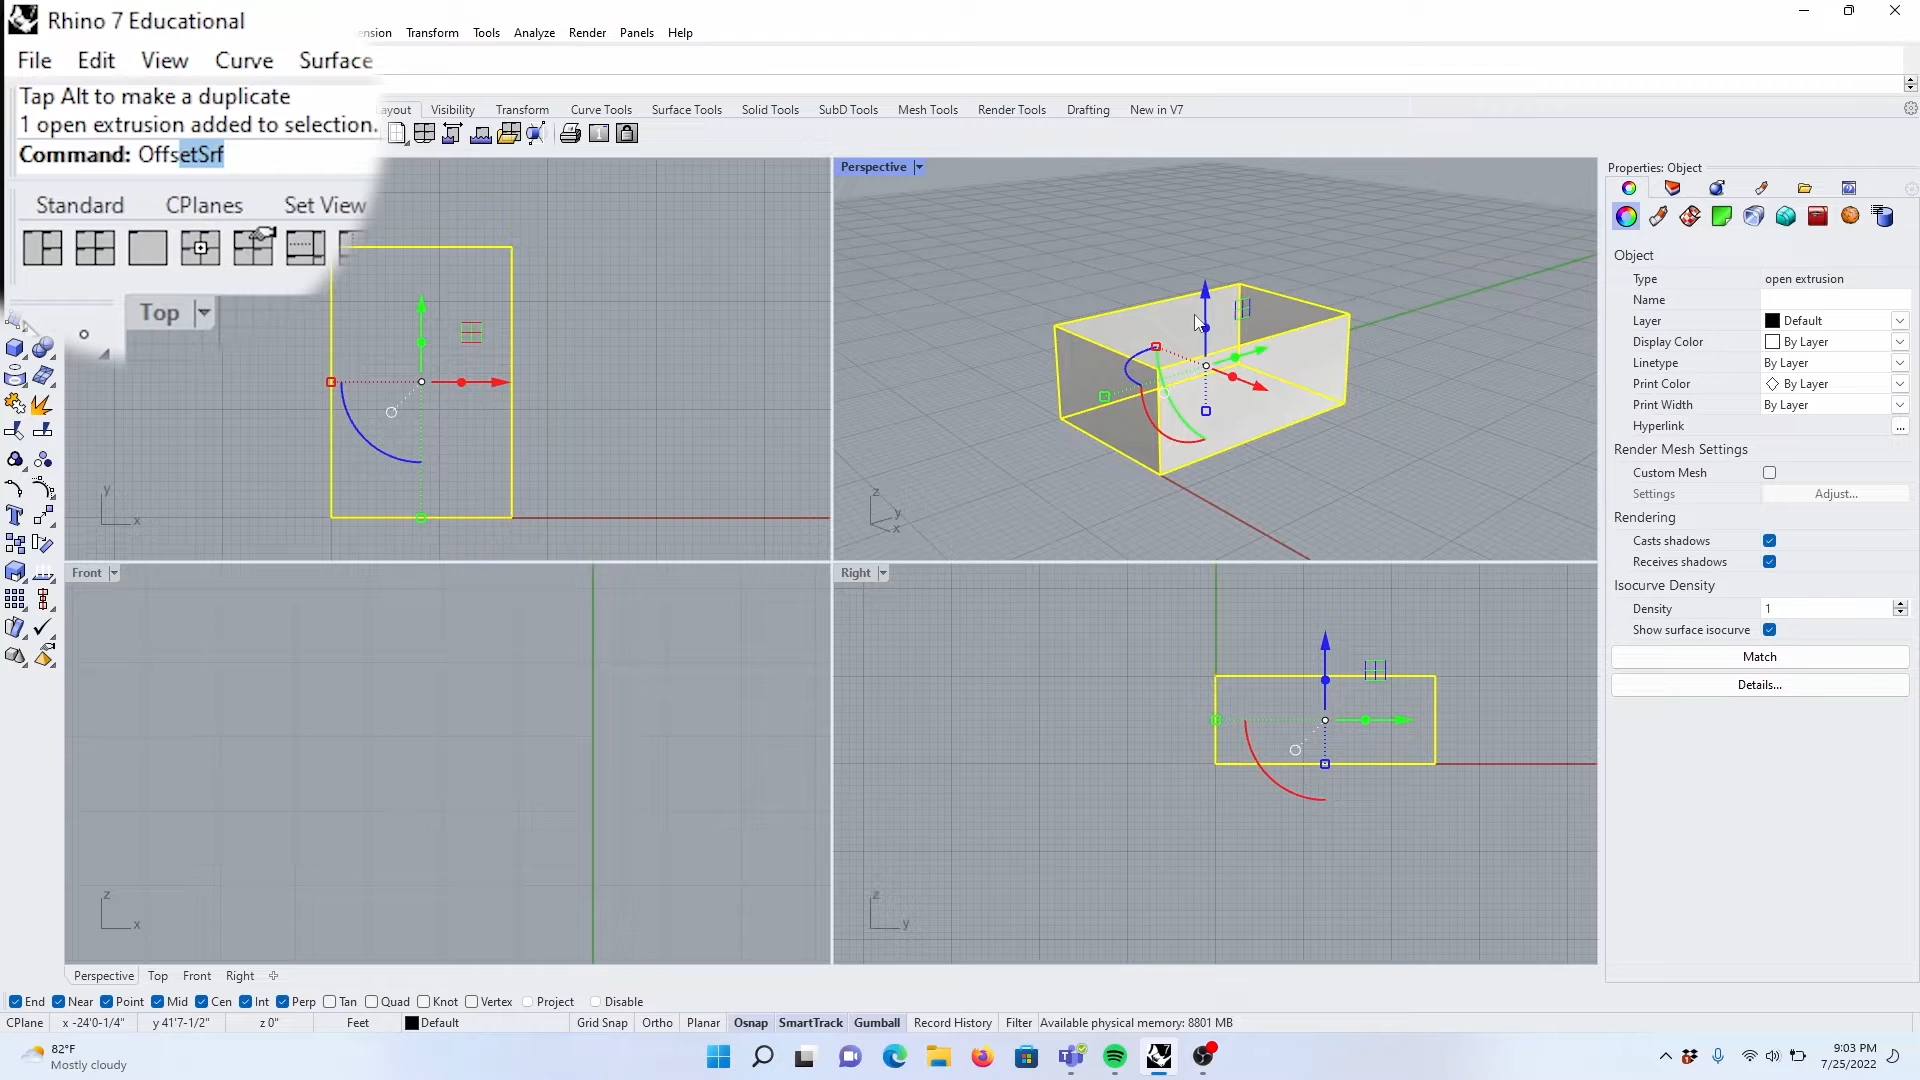 Rhino 7 Educational
File Edit View Curve Surface
ension Transform Tools Analyze Render Panels Help
Tap Alt to make a duplicate
1 open extrusion added to selection.
Command: OffsetSrf
ayout Visibility Transform Curve Tools Surface Tools Solid Tools SubD Tools Mesh Tools Render Tools Drafting New in V7
Standard CPlanes Set View
Top
Perspective
z
y
x
y
x
Front
z
x
Right
z
y
Properties: Object
Object
Type open extrusion
Name
Layer Default
Display Color By Layer
Linetype By Layer
Print Color By Layer
Print Width By Layer
Hyperlink ...
Render Mesh Settings
Custom Mesh
Settings Adjust...
Rendering
Casts shadows
Receives shadows
Isocurve Density
Density 1
Show surface isocurve
Match
Details...
Perspective Top Front Right
End Near Point Mid Cen Int Perp Tan Quad Knot Vertex Project Disable
CPlane x -24'0-1/4" y 41'7-1/2" z 0" Feet Default Grid Snap Ortho Planar Osnap SmartTrack Gumball Record History Filter Available physical memory: 8801 MB
82°F
Mostly cloudy
9:03 PM
7/25/2022